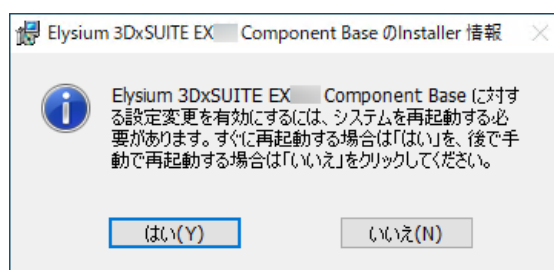 Elysium 3DxSUITE EX Component Base のInstaller 情報
Elysium 3DxSUITE EX Component Base に対す
る設定変更を有効にするには、システムを再起動する必
要があります。すぐに再起動する場合は「はい」を、後で手
動で再起動する場合は「いいえ」をクリックしてください。
はい(Y)
いいえ(N)